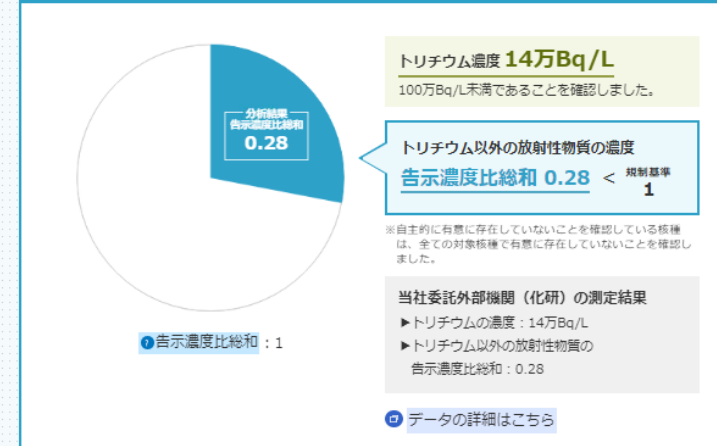 分析結果
告示濃度比総和
0.28
?告示濃度比総和：1
トリチウム濃度 14万Bq/L
100万Bq/L未満であることを確認しました。
トリチウム以外の放射性物質の濃度
告示濃度比総和 0.28 < 規制基準 1
※自主的に有意に存在していないことを確認している核種
は、全ての対象核種で有意に存在していないことを確認し
ました。
当社委託外部機関（化研）の測定結果
▶トリチウムの濃度：14万Bq/L
▶トリチウム以外の放射性物質の
告示濃度比総和：0.28
データの詳細はこちら